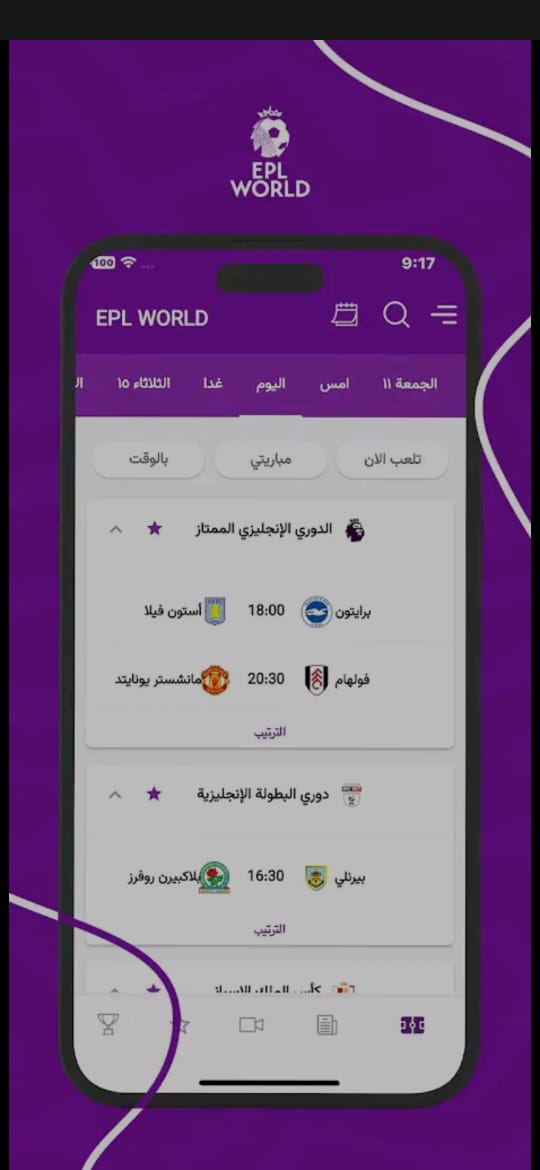 EPL
WORLD
100 9:17
EPL WORLD
الجمعة ١١ امس اليوم غدا الثلاثاء ١٥ ال
تلعب الان مباريتي بالوقت
الدوري الإنجليزي الممتاز
برايتون 18:00 أستون فيلا
فولهام 20:30 مانشستر يونايتد
الترتيب
دوري البطولة الإنجليزية
بيرنلي 16:30 بلاكبيرن روفرز
الترتيب
كأس الملك